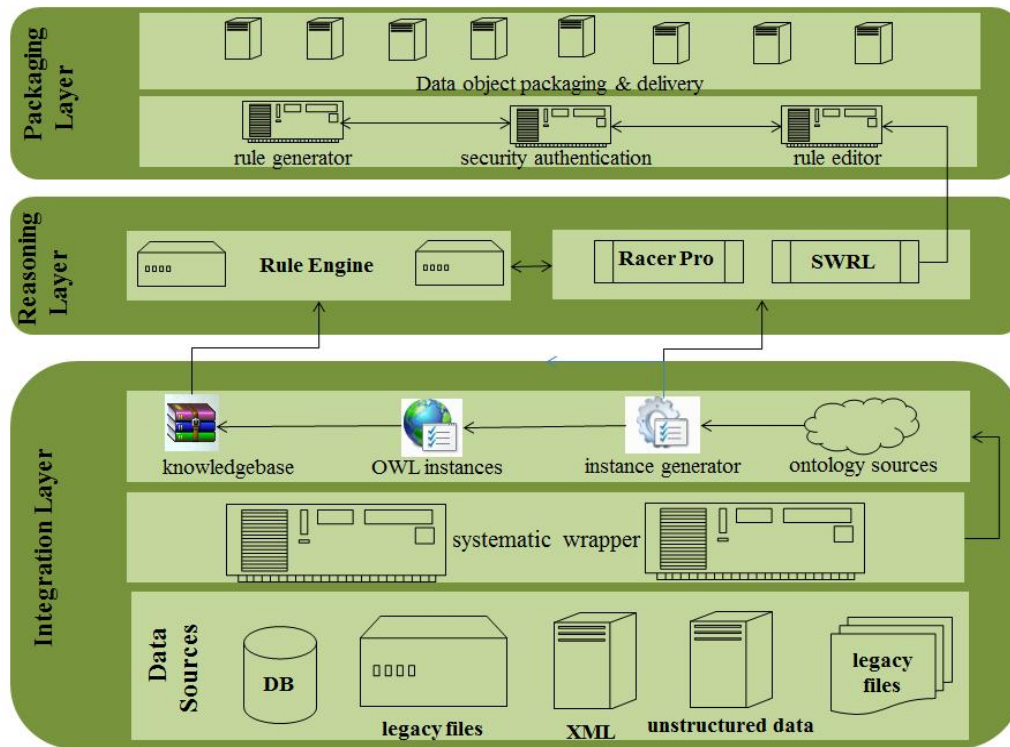 Packaging
Layer
Data object packaging & delivery
rule generator
security authentication
rule editor
Reasoning
Layer
Rule Engine
Racer Pro
SWRL
Integration Layer
knowledgebase
OWL instances
instance generator
ontology sources
systematic wrapper
Data
Sources
DB
legacy files
XML
unstructured data
legacy
files